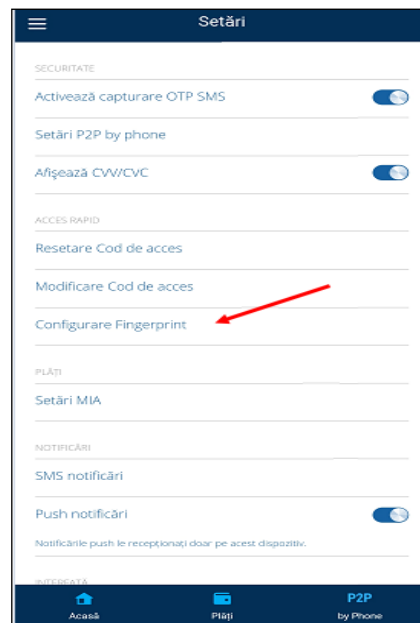 Setări
SECURITATE
Activează capturare OTP SMS
Setări P2P by phone
Afișează CVV/CVC
ACCES RAPID
Resetare Cod de acces
Modificare Cod de acces
Configurare Fingerprint
PLĂȚI
Setări MIA
NOTIFICĂRI
SMS notificări
Push notificări
Notificările push le recepționați doar pe acest dispozitiv.
INTERFAȚĂ
Acasă
Plăți
P2P
by Phone